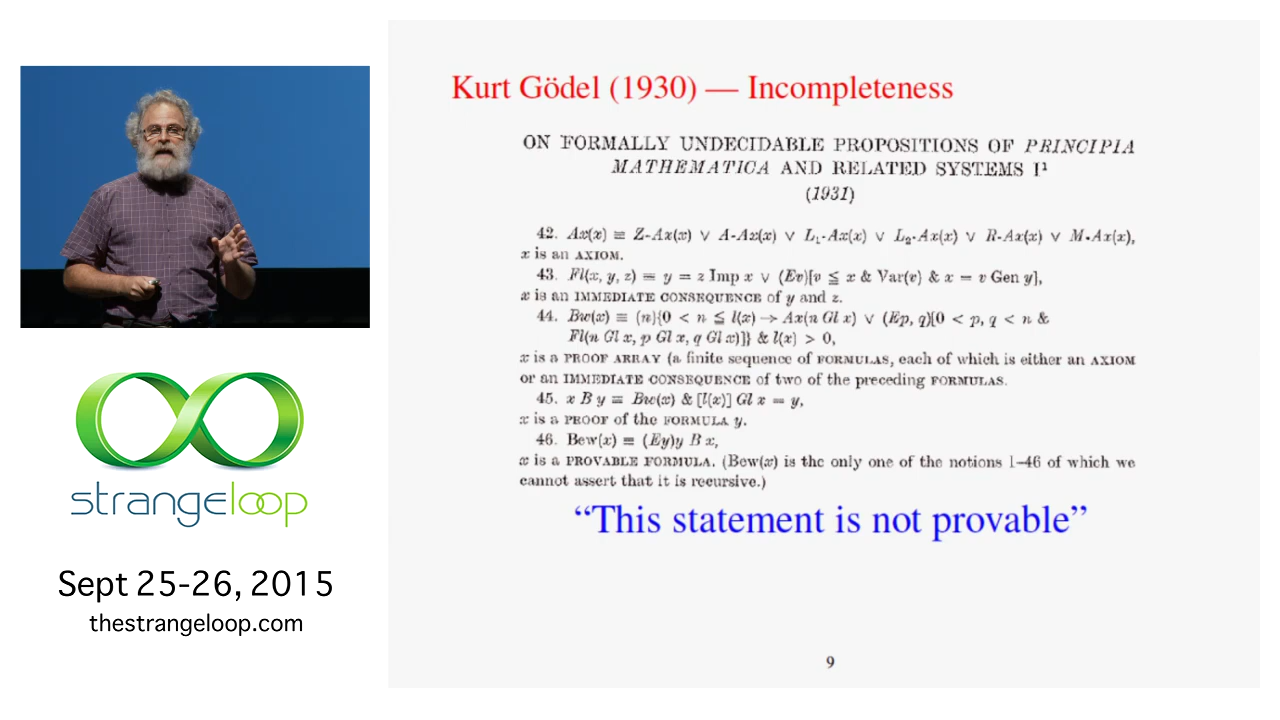 strangeloop
Sept 25-26, 2015
thestrangeloop.com
Kurt Gödel (1930) — Incompleteness
ON FORMALLY UNDECIDABLE PROPOSITIONS OF PRINCIPIA
MATHEMATICA AND RELATED SYSTEMS I¹
(1931)
42. Ax(x) ≡ Z-Ax(x) ∨ A-Ax(x) ∨ L₁-Ax(x) ∨ L₂-Ax(x) ∨ R-Ax(x) ∨ M-Ax(x),
x is an AXIOM.
43. Fl(x, y, z) ≡ y = z Imp x ∨ (Ev)[v ≦ x & Var(v) & x = v Gen y],
x is an IMMEDIATE CONSEQUENCE of y and z.
44. Bw(x) ≡ (n){0 < n ≦ l(x) → Ax(n Gl x) ∨ (Ep, q)[0 < p, q < n &
Fl(n Gl x, p Gl x, q Gl x)]} & l(x) > 0,
x is a PROOF ARRAY (a finite sequence of FORMULAS, each of which is either an AXIOM
or an IMMEDIATE CONSEQUENCE of two of the preceding FORMULAS.
45. x B y ≡ Bw(x) & [l(x)] Gl x = y,
x is a PROOF of the FORMULA y.
46. Bew(x) ≡ (Ey)y B x,
x is a PROVABLE FORMULA. (Bew(x) is the only one of the notions 1–46 of which we
cannot assert that it is recursive.)
“This statement is not provable”
9